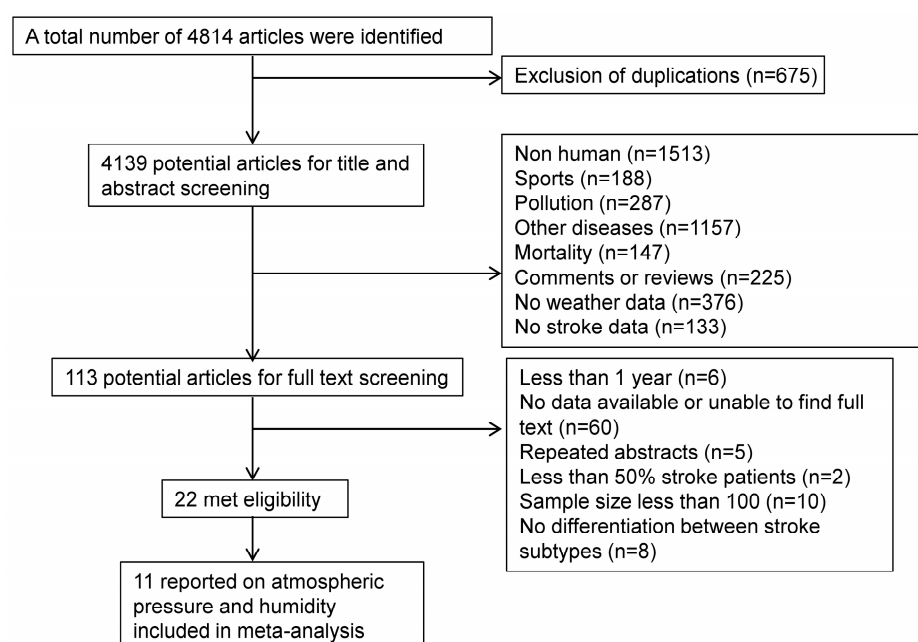 A total number of 4814 articles were identified
Exclusion of duplications (n=675)
4139 potential articles for title and
abstract screening
Non human (n=1513)
Sports (n=188)
Pollution (n=287)
Other diseases (n=1157)
Mortality (n=147)
Comments or reviews (n=225)
No weather data (n=376)
No stroke data (n=133)
113 potential articles for full text screening
Less than 1 year (n=6)
No data available or unable to find full
text (n=60)
Repeated abstracts (n=5)
Less than 50% stroke patients (n=2)
Sample size less than 100 (n=10)
No differentiation between stroke
subtypes (n=8)
22 met eligibility
11 reported on atmospheric
pressure and humidity
included in meta-analysis